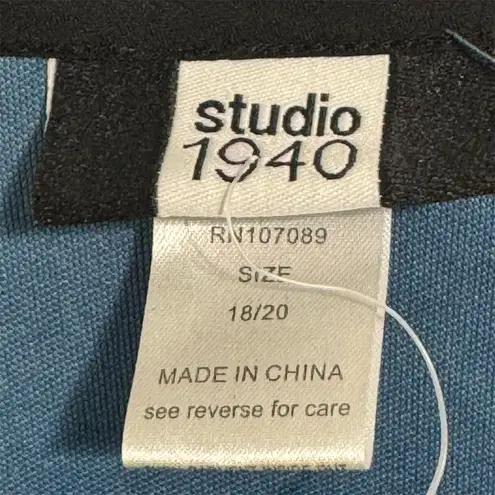 studio
1940
RN107089
SIZE
18/20
MADE IN CHINA
see reverse for care